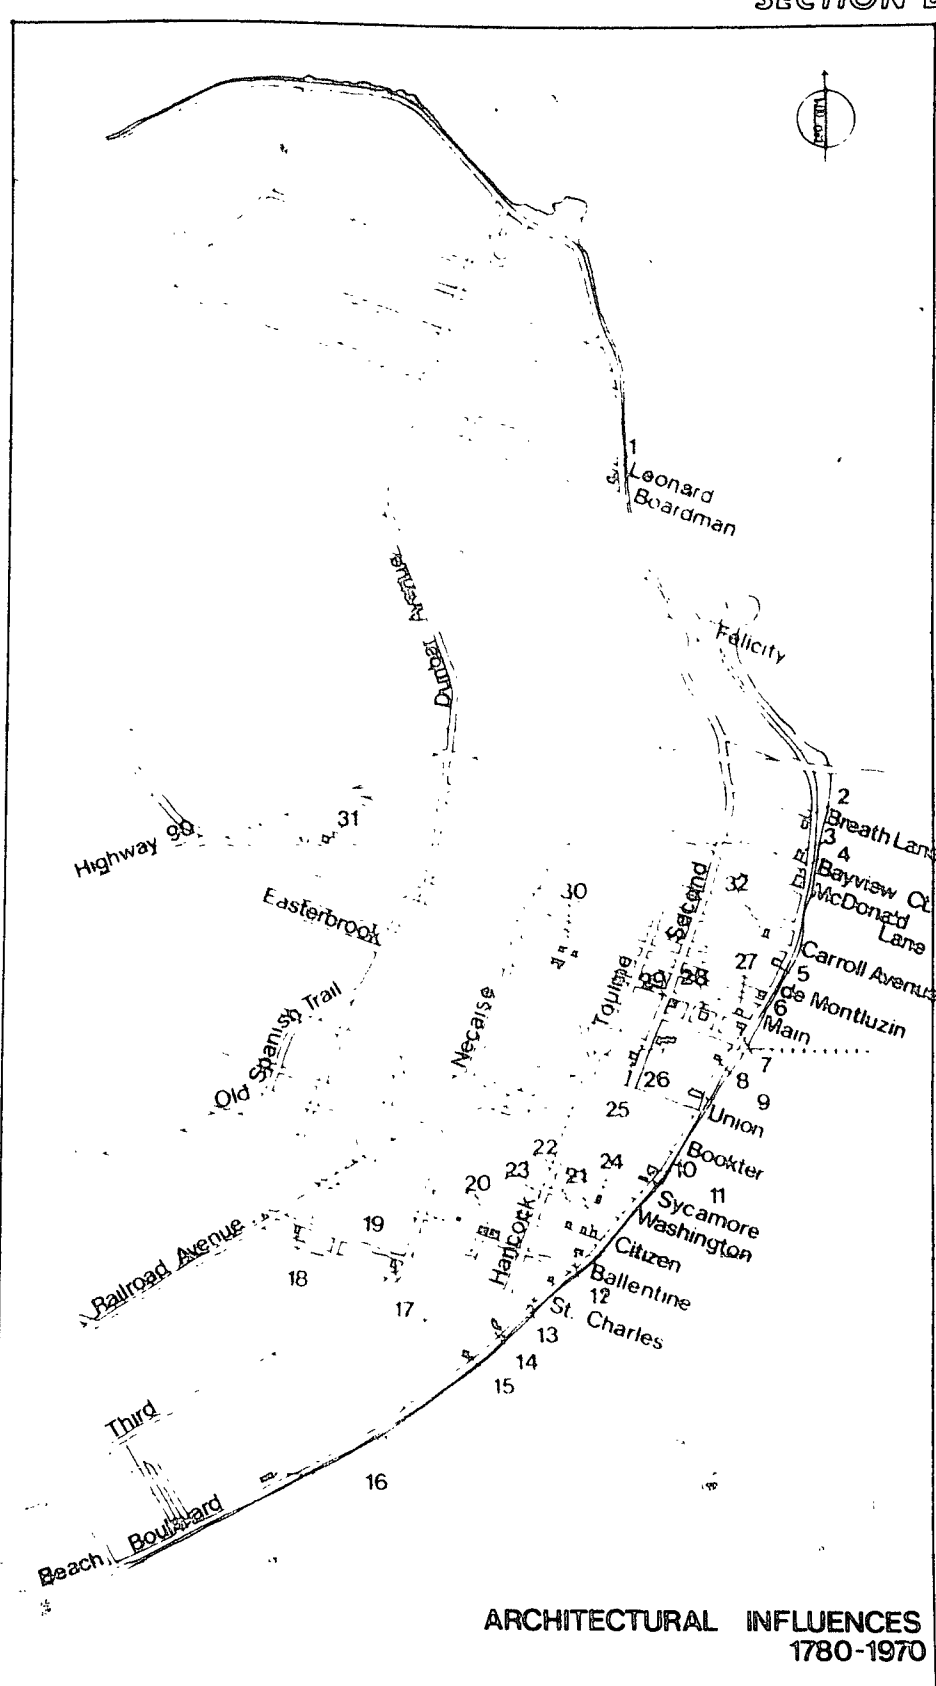 SECTION
1
Leonard
Boardman
Dunbar Avenue
Felicity
2
Breath Lane
3
4
Bayview Ct.
McDonald
Lane
31
Highway 90
Easterbrook
30
Second
32
Carroll Avenue
5
27
de Montluzin
6
Main
29
28
Toulme
Necaise
Old Spanish Trail
7
8
26
9
25
Union
22
Bookter
24
23
21
10
20
11
Sycamore
Washington
Hancock
19
Citizen
Railroad Avenue
18
Ballentine
12
17
St. Charles
13
14
15
Third
16
Beach Boulevard
ARCHITECTURAL INFLUENCES
1780-1970